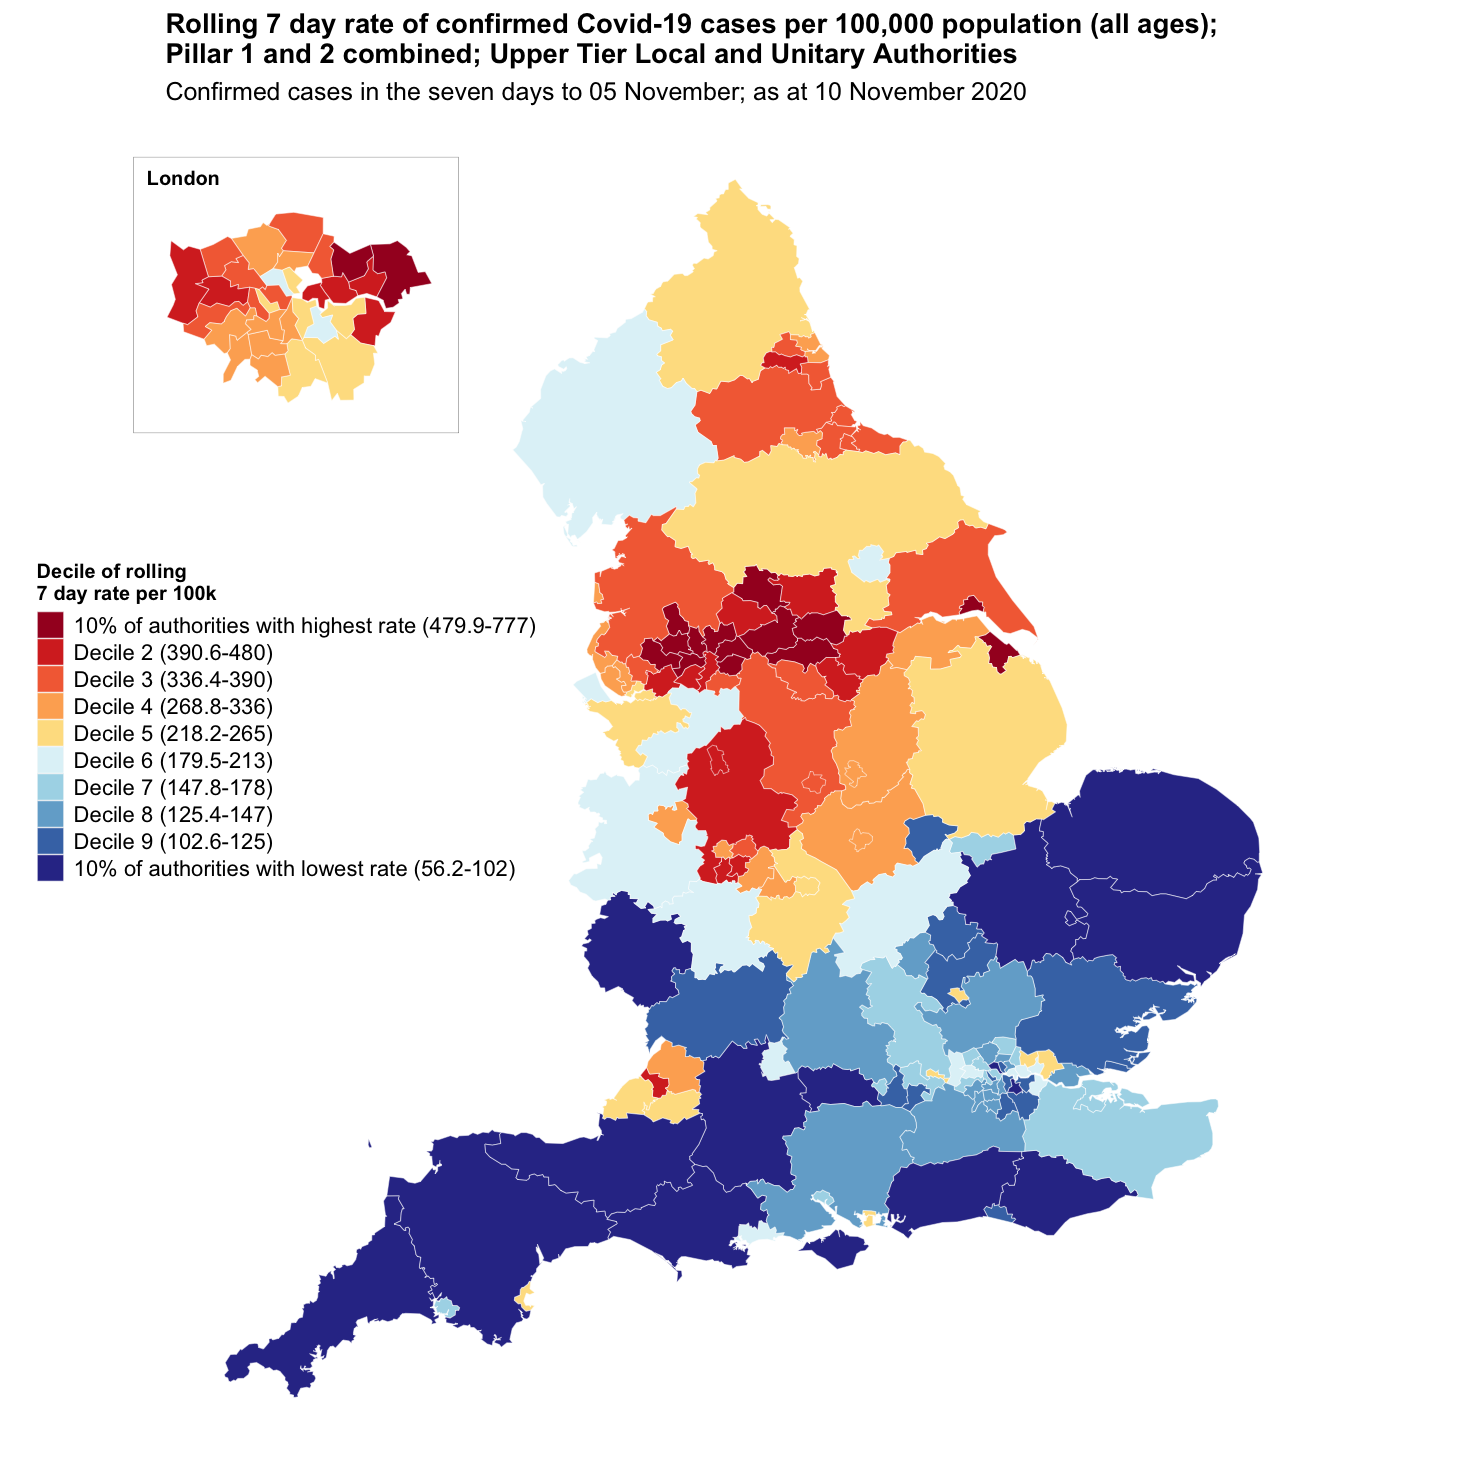 Rolling 7 day rate of confirmed Covid-19 cases per 100,000 population (all ages);
Pillar 1 and 2 combined; Upper Tier Local and Unitary Authorities
Confirmed cases in the seven days to 05 November; as at 10 November 2020
London
Decile of rolling
7 day rate per 100k
10% of authorities with highest rate (479.9-777)
Decile 2 (390.6-480)
Decile 3 (336.4-390)
Decile 4 (268.8-336)
Decile 5 (218.2-265)
Decile 6 (179.5-213)
Decile 7 (147.8-178)
Decile 8 (125.4-147)
Decile 9 (102.6-125)
10% of authorities with lowest rate (56.2-102)